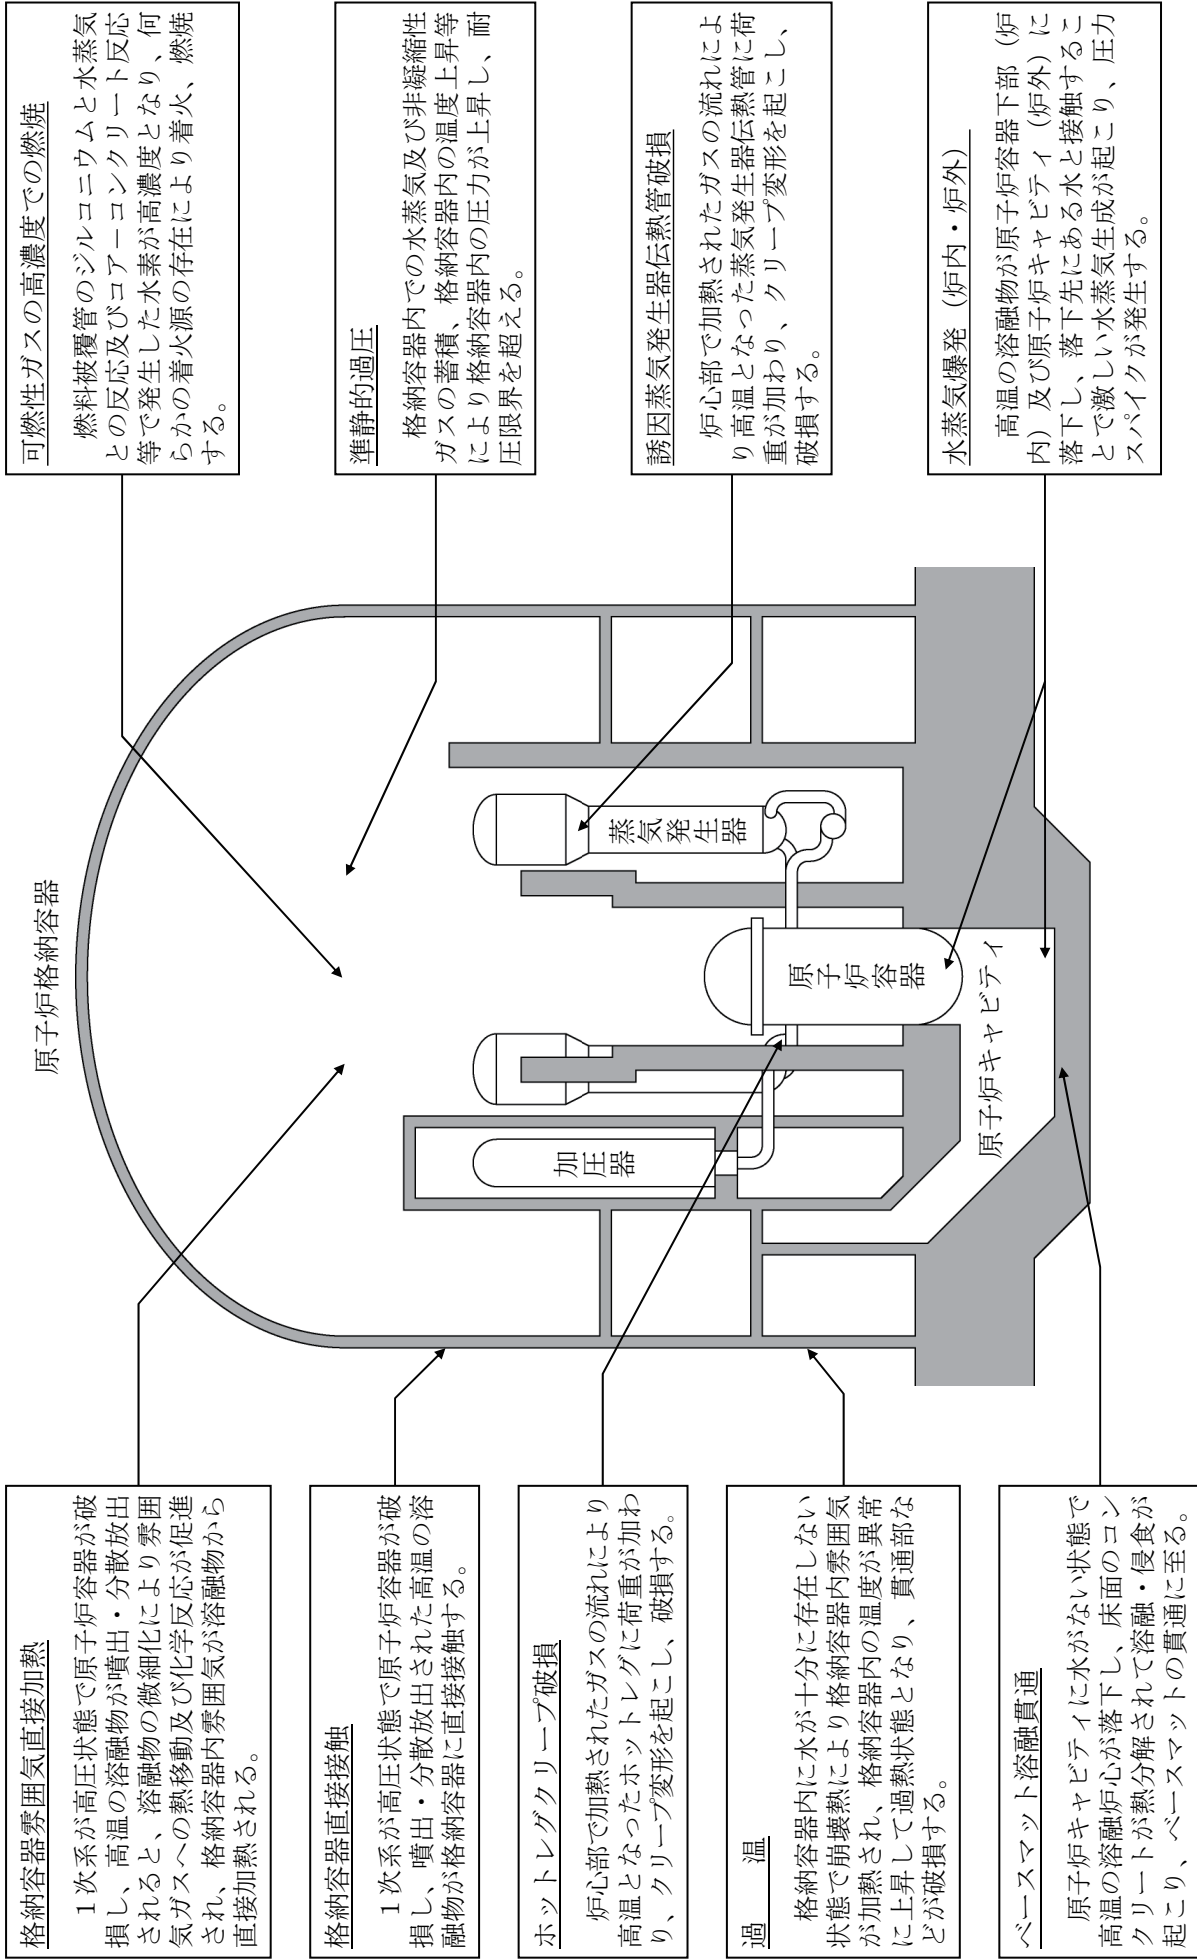 格納容器雰囲気直接加熱
1次系が高圧状態で原子炉容器が破
損し、高温の溶融物が噴出・分散放出
されると、溶融物の微細化により雰囲
気ガスへの熱移動及び化学反応が促進
され、格納容器内雰囲気が溶融物から
直接加熱される。
格納容器直接接触
1次系が高圧状態で原子炉容器が破
損し、噴出・分散放出された高温の溶
融物が格納容器に直接接触する。
ホットレグクリープ破損
炉心部で加熱されたガスの流れにより
高温となったホットレグに荷重が加わ
り、クリープ変形を起こし、破損する。
過 温
格納容器内に水が十分に存在しない
状態で崩壊熱により格納容器内雰囲気
が加熱され、格納容器内の温度が異常
に上昇して過熱状態となり、貫通部な
どが破損する。
ベースマット溶融貫通
原子炉キャビティに水がない状態で
高温の溶融炉心が落下し、床面のコン
クリートが熱分解されて溶融・侵食が
起こり、ベースマットの貫通に至る。
原子炉格納容器
加圧器
原子炉容器
蒸気発生器
原子炉キャビティ
可燃性ガスの高濃度での燃焼
燃料被覆管のジルコニウムと水蒸気
との反応及びコアーコンクリート反応
等で発生した水素が高濃度となり、何
らかの着火源の存在により着火、燃焼
する。
準静的過圧
格納容器内での水蒸気及び非凝縮性
ガスの蓄積、格納容器内の温度上昇等
により格納容器内の圧力が上昇し、耐
圧限界を超える。
誘因蒸気発生器伝熱管破損
炉心部で加熱されたガスの流れによ
り高温となった蒸気発生器伝熱管に荷
重が加わり、クリープ変形を起こし、
破損する。
水蒸気爆発（炉内・炉外）
高温の溶融物が原子炉容器下部（炉
内）及び原子炉キャビティ（炉外）に
落下し、落下先にある水と接触するこ
とで激しい水蒸気生成が起こり、圧力
スパイクが発生する。